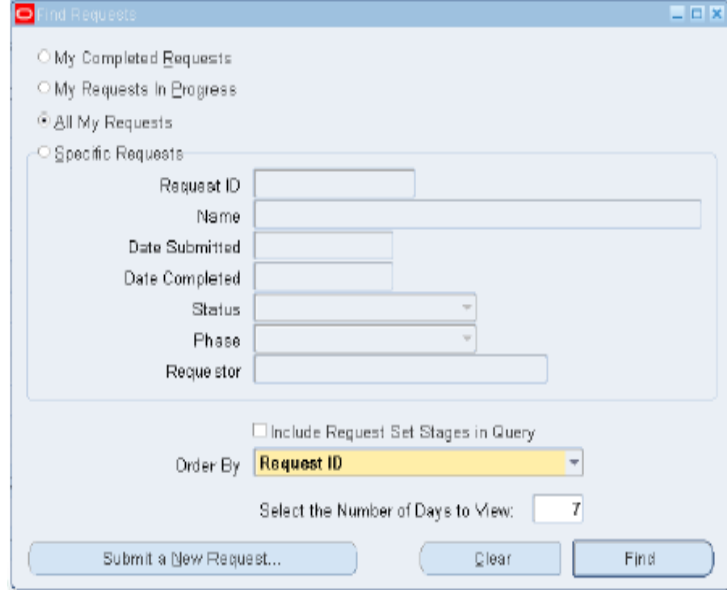 Find Requests
My Completed Requests
My Requests In Progress
All My Requests
Specific Requests
Request ID
Name
Date Submitted
Date Completed
Status
Phase
Requestor
Include Request Set Stages in Query
Order By Request ID
Select the Number of Days to View: 7
Submit a New Request... Clear Find